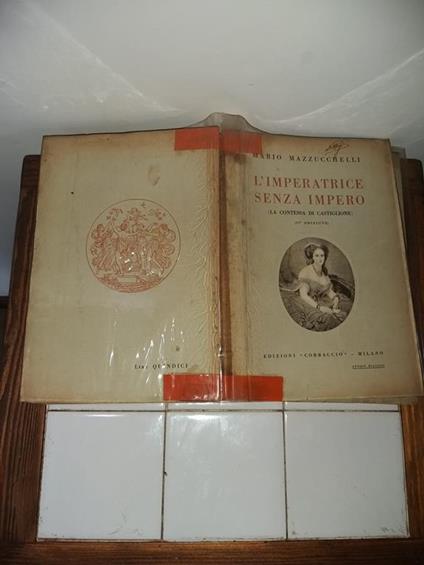 MARIO MAZZUCCHELLI
L'IMPERATRICE
SENZA IMPERO
(LA CONTESSA DI CASTIGLIONE)
EDIZIONI "CORBACCIO" - MILANO
Lire QUINDICI